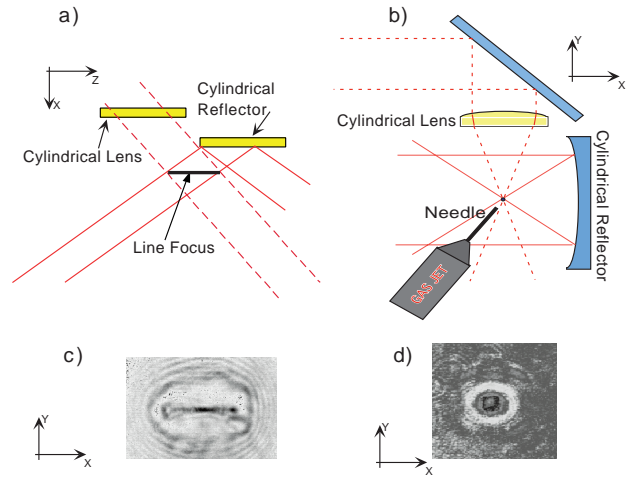 a)
Z
X
Cylindrical
Reflector
Cylindrical Lens
Line Focus
b)
Y
X
Cylindrical Lens
Cylindrical Reflector
Needle
GAS JET
c)
Y
X
d)
Y
X